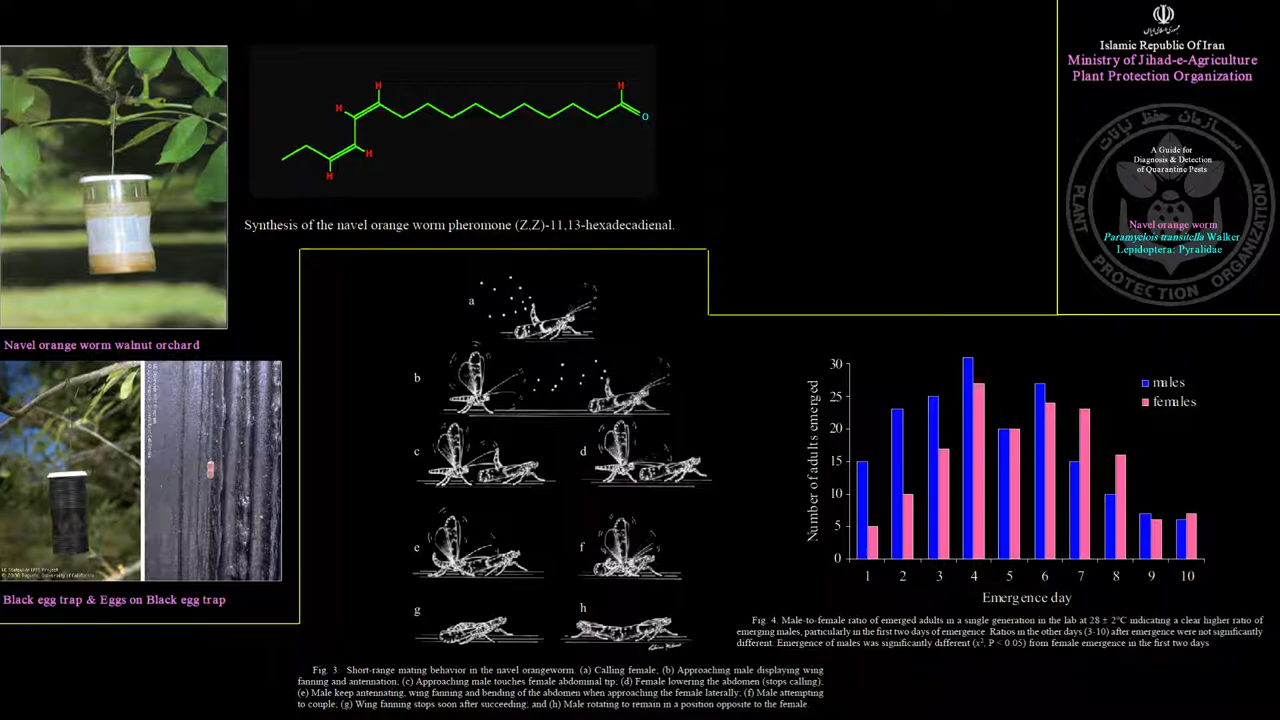 Islamic Republic Of Iran
Ministry of Jihad-e-Agriculture
Plant Protection Organization
A Guide for
Diagnosis & Detection
of Quarantine Pests
Navel orange worm
Paramyelois transitella Walker
Lepidoptera: Pyralidae
سازمان حفظ نباتات
PLANT PROTECTION ORGANIZATION
H
H
H
H
H
O
Synthesis of the navel orange worm pheromone (Z,Z)-11,13-hexadecadienal.
Navel orange worm walnut orchard
Black egg trap & Eggs on Black egg trap
a
b
c
d
e
f
g
h
Fig. 3 Short-range mating behavior in the navel orangeworm. (a) Calling female, (b) Approaching male displaying wing
fanning and antennation, (c) Approaching male touches female abdominal tip; (d) Female lowering the abdomen (stops calling);
(e) Male keep antennating, wing fanning and bending of the abdomen when approaching the female laterally; (f) Male attempting
to couple, (g) Wing fanning stops soon after succeeding; and (h) Male rotating to remain in a position opposite to the female.
Number of adults emerged
30
25
20
15
10
5
0
males
females
1 2 3 4 5 6 7 8 9 10
Emergence day
Fig. 4. Male-to-female ratio of emerged adults in a single generation in the lab at 28 ± 2°C indicating a clear higher ratio of
emerging males, particularly in the first two days of emergence. Ratios in the other days (3-10) after emergence were not significantly
different. Emergence of males was significantly different (x², P < 0.05) from female emergence in the first two days